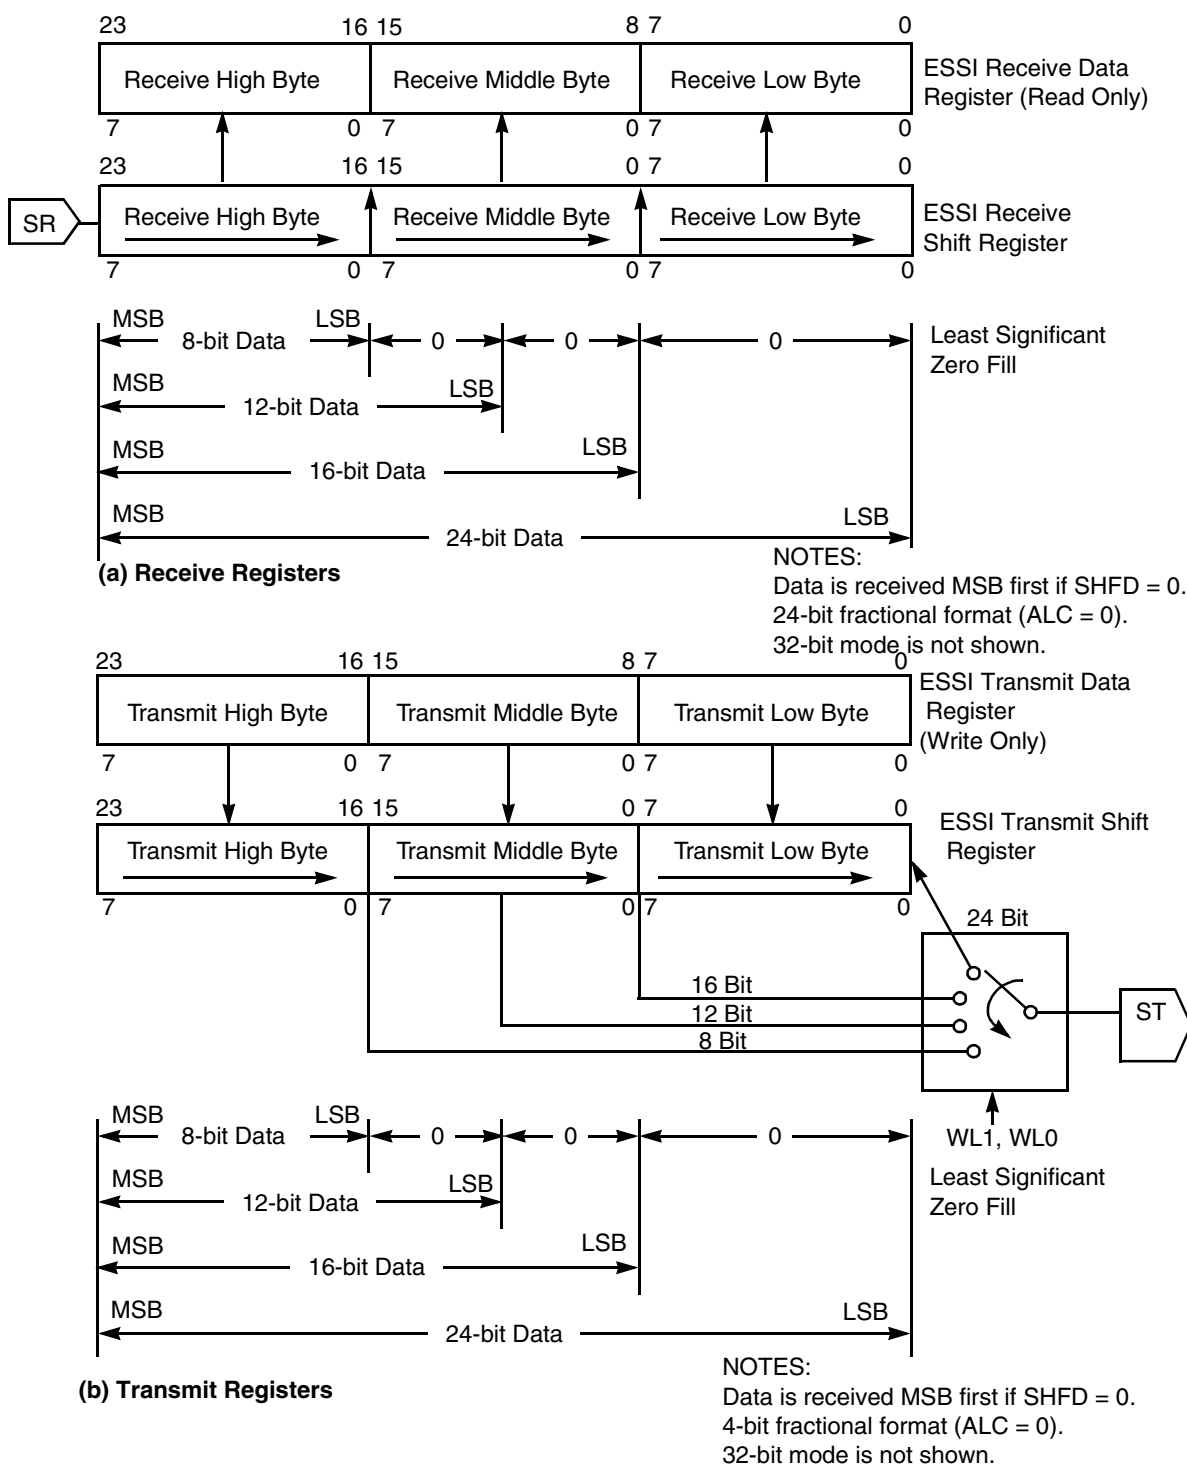 23 16 15 8 7 0
Receive High Byte Receive Middle Byte Receive Low Byte
ESSI Receive Data
Register (Read Only)
7 0 7 0 7 0
23 16 15 0 7 0
SR
Receive High Byte Receive Middle Byte Receive Low Byte
ESSI Receive
Shift Register
7 0 7 0 7 0
MSB LSB
8-bit Data 0 0 0
Least Significant
Zero Fill
MSB LSB
12-bit Data
MSB LSB
16-bit Data
MSB LSB
24-bit Data
(a) Receive Registers
NOTES:
Data is received MSB first if SHFD = 0.
24-bit fractional format (ALC = 0).
32-bit mode is not shown.
23 16 15 8 7 0
Transmit High Byte Transmit Middle Byte Transmit Low Byte
ESSI Transmit Data
Register
(Write Only)
7 0 7 0 7 0
23 16 15 0 7 0
Transmit High Byte Transmit Middle Byte Transmit Low Byte
ESSI Transmit Shift
Register
7 0 7 0 7 0
24 Bit
16 Bit
12 Bit
8 Bit
ST
WL1, WL0
MSB LSB
8-bit Data 0 0 0
Least Significant
Zero Fill
MSB LSB
12-bit Data
MSB LSB
16-bit Data
MSB LSB
24-bit Data
(b) Transmit Registers
NOTES:
Data is received MSB first if SHFD = 0.
4-bit fractional format (ALC = 0).
32-bit mode is not shown.